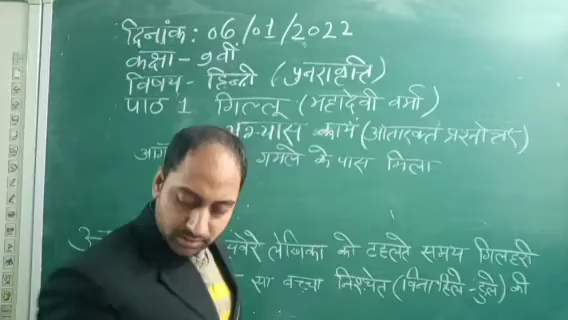 दिनांक: 06/01/2022
कक्षा - 9वीं
विषय - हिन्दी (पुनरावृत्ति)
पाठ 1 गिल्लू (महादेवी वर्मा)
अभ्यास कार्य (अतिरिक्त प्रश्नोत्तर)
गमले के पास मिला
सवेरे लेखिका को टहलते समय गिलहरी
सा बच्चा निश्चेत (बिना हिले - डुले) की